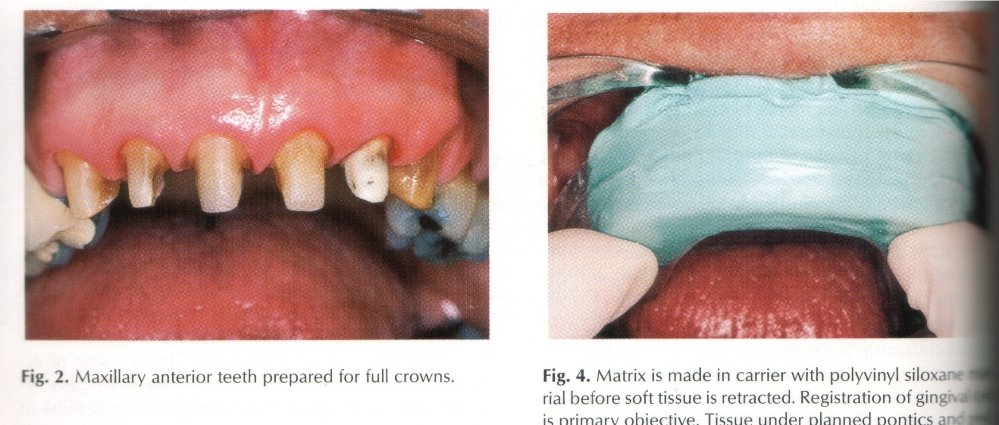 Fig. 2. Maxillary anterior teeth prepared for full crowns.
Fig. 4. Matrix is made in carrier with polyvinyl siloxane
rial before soft tissue is retracted. Registration of gingival
is primary objective. Tissue under planned pontics and